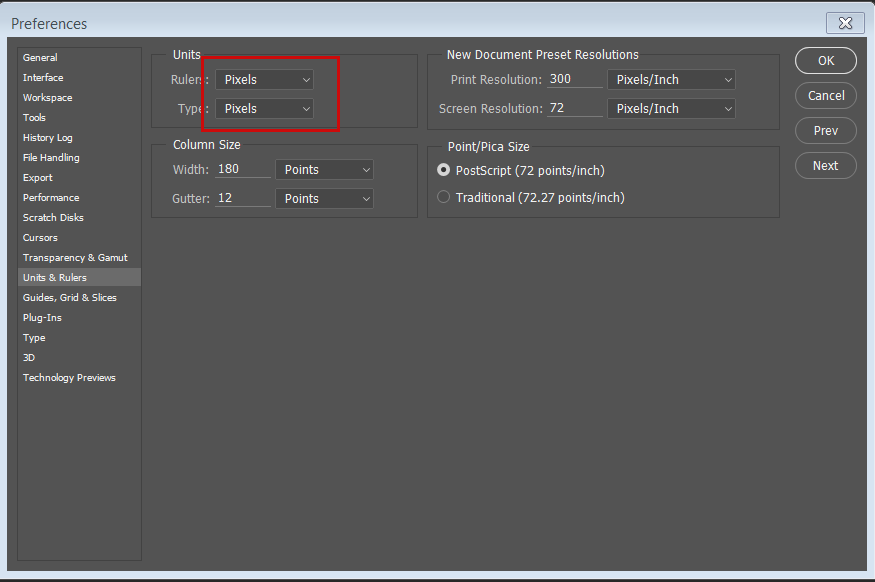 Preferences
General
Interface
Workspace
Tools
History Log
File Handling
Export
Performance
Scratch Disks
Cursors
Transparency & Gamut
Units & Rulers
Guides, Grid & Slices
Plug-Ins
Type
3D
Technology Previews
Units
Rulers: Pixels
Type: Pixels
Column Size
Width: 180 Points
Gutter: 12 Points
New Document Preset Resolutions
Print Resolution: 300 Pixels/Inch
Screen Resolution: 72 Pixels/Inch
Point/Pica Size
PostScript (72 points/inch)
Traditional (72.27 points/inch)
OK
Cancel
Prev
Next